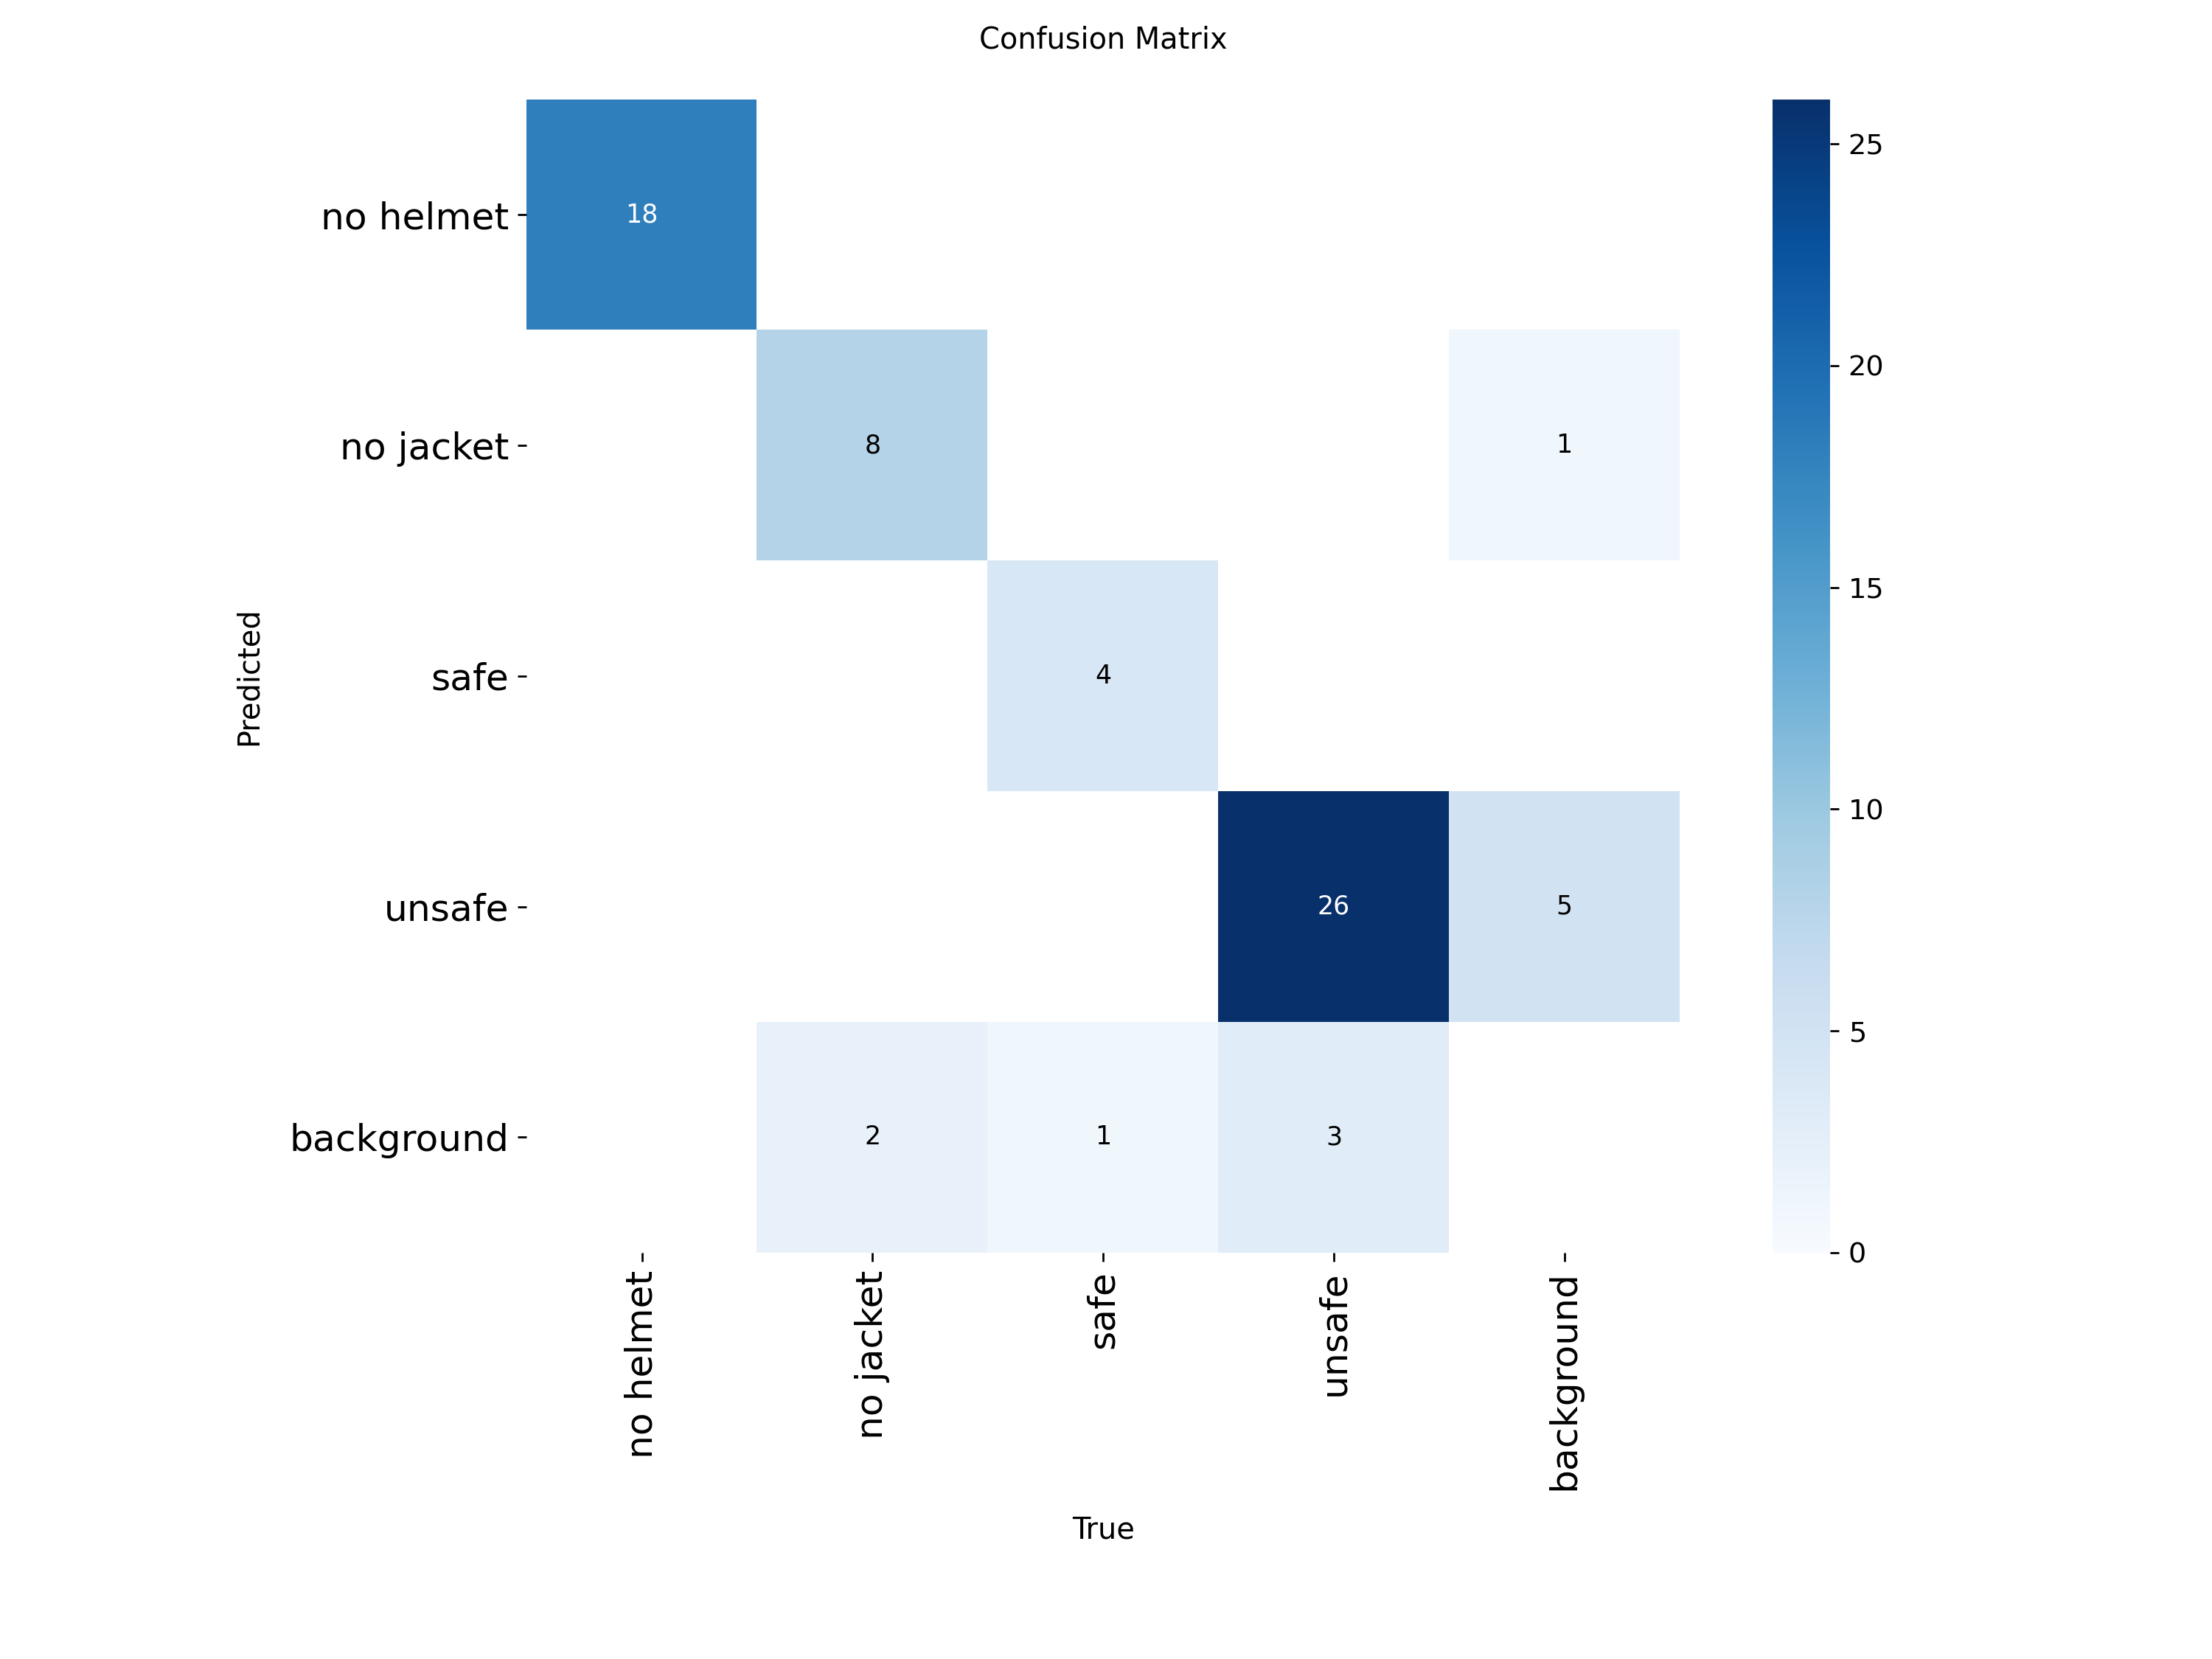 Confusion Matrix
no helmet
18
no jacket
8
1
safe
4
unsafe
26
5
background
2
1
3
Predicted
no helmet
no jacket
safe
unsafe
background
True
25
20
15
10
5
0